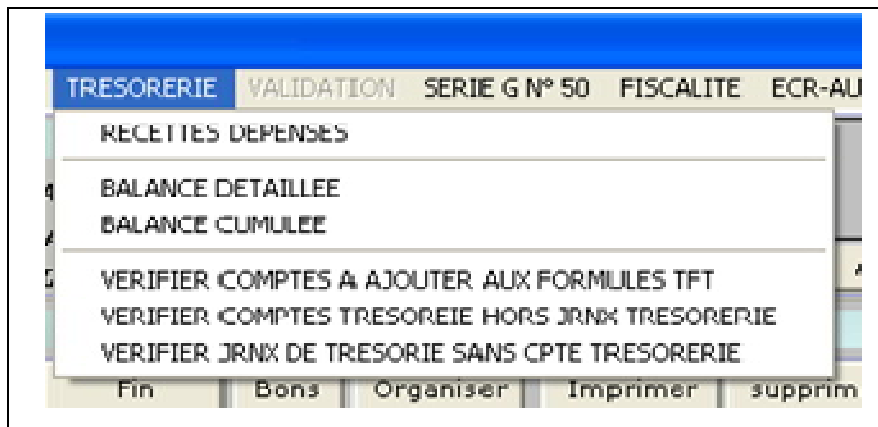 TRESORERIE VALIDATION SERIE G N° 50 FISCALITE ECR-AU
RECETTES DEPENSES
BALANCE DETAILLEE
BALANCE CUMULEE
VERIFIER COMPTES A AJOUTER AUX FORMULES TFT
VERIFIER COMPTES TRESOREIE HORS JRNX TRESORERIE
VERIFIER JRNX DE TRESORIE SANS CPTE TRESORERIE
Fin Bons Organiser Imprimer supprim